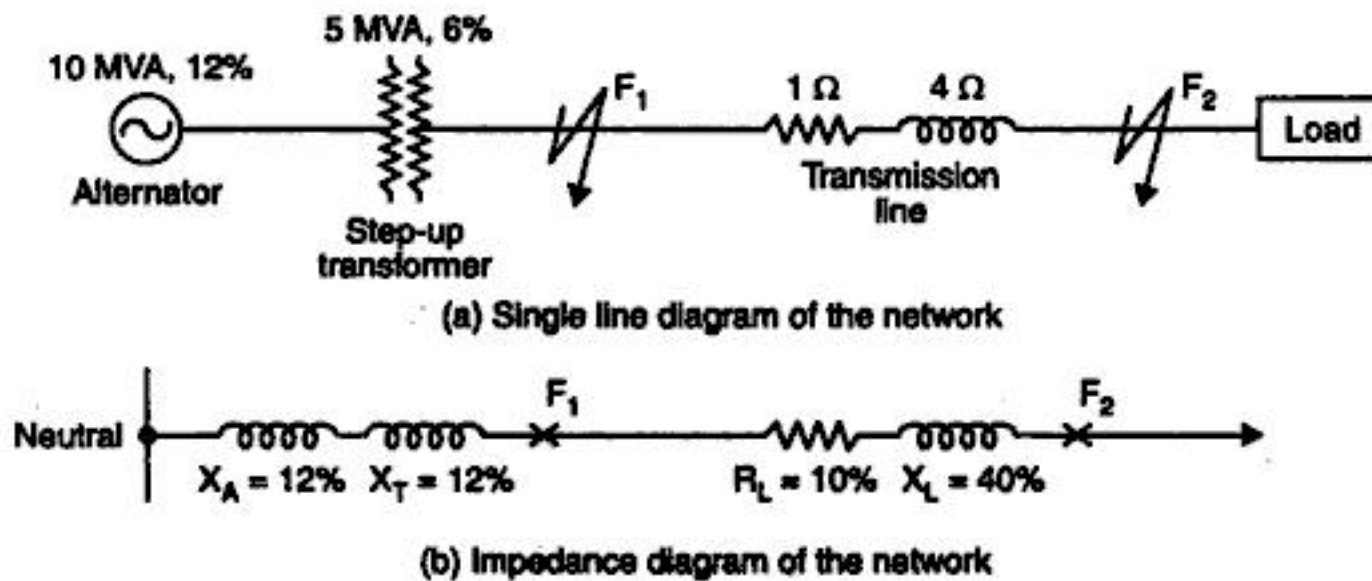 5 MVA, 6%
10 MVA, 12%
F1
1 Ω
4 Ω
F2
Load
Alternator
Transmission
line
Step-up
transformer
(a) Single line diagram of the network
F1
F2
Neutral
XA = 12%
XT = 12%
RL = 10%
XL = 40%
(b) Impedance diagram of the network